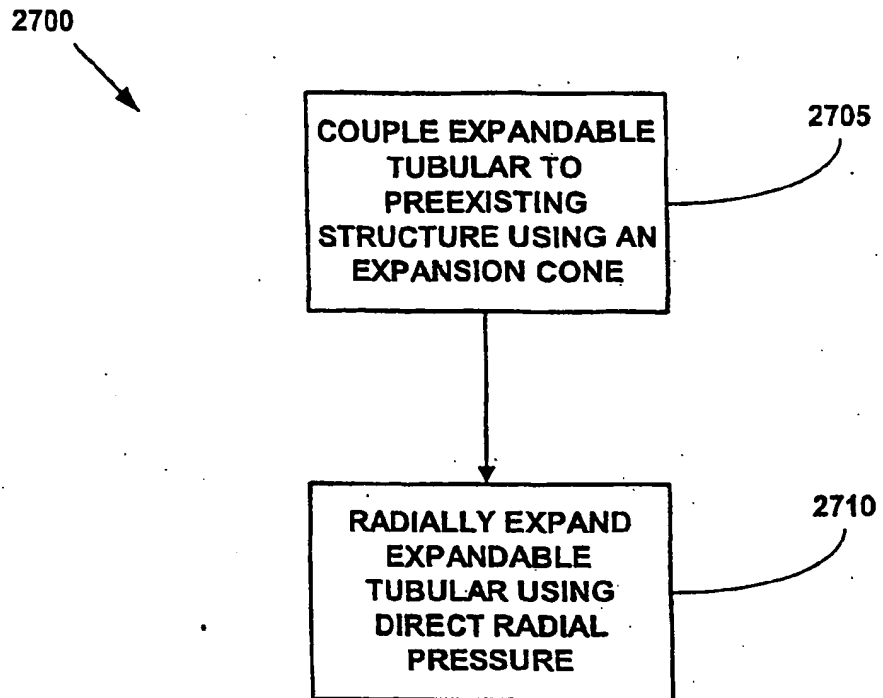 2700
2705
COUPLE EXPANDABLE
TUBULAR TO
PREEXISTING
STRUCTURE USING AN
EXPANSION CONE
2710
RADIALLY EXPAND
EXPANDABLE
TUBULAR USING
DIRECT RADIAL
PRESSURE